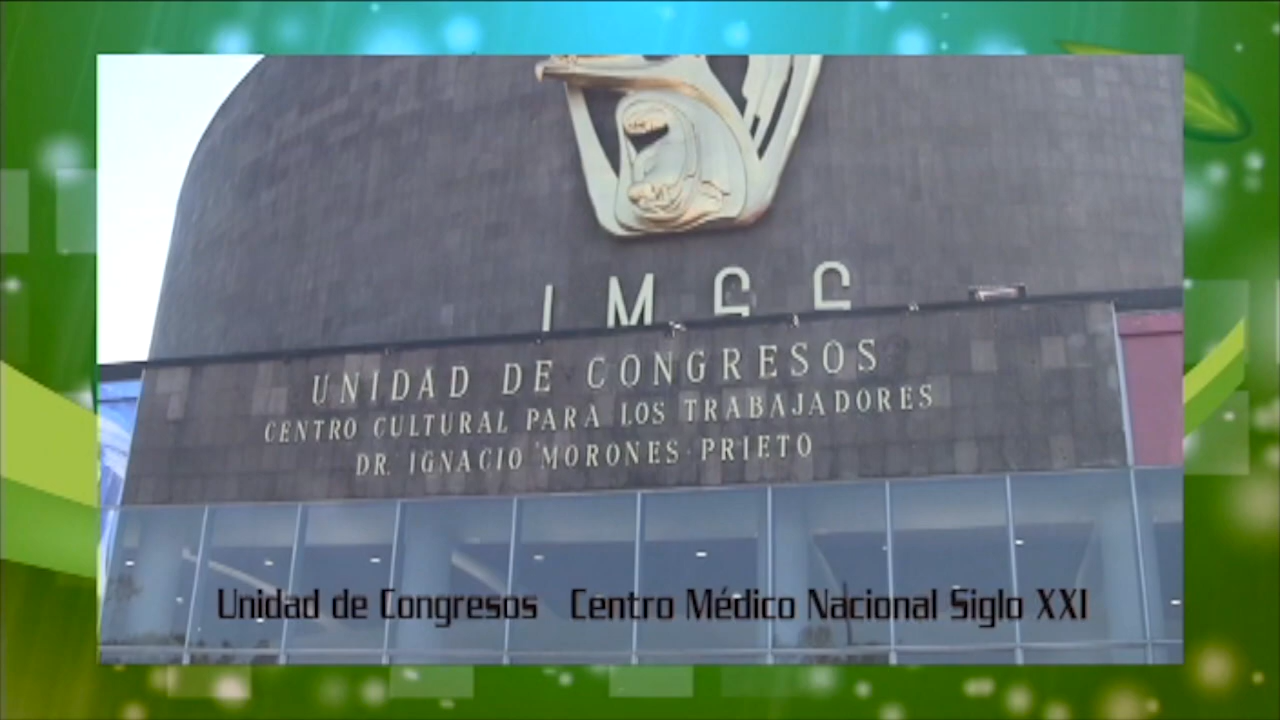 IMSS
UNIDAD DE CONGRESOS
CENTRO CULTURAL PARA LOS TRABAJADORES
DR. IGNACIO MORONES PRIETO
Unidad de Congresos Centro Médico Nacional Siglo XXI